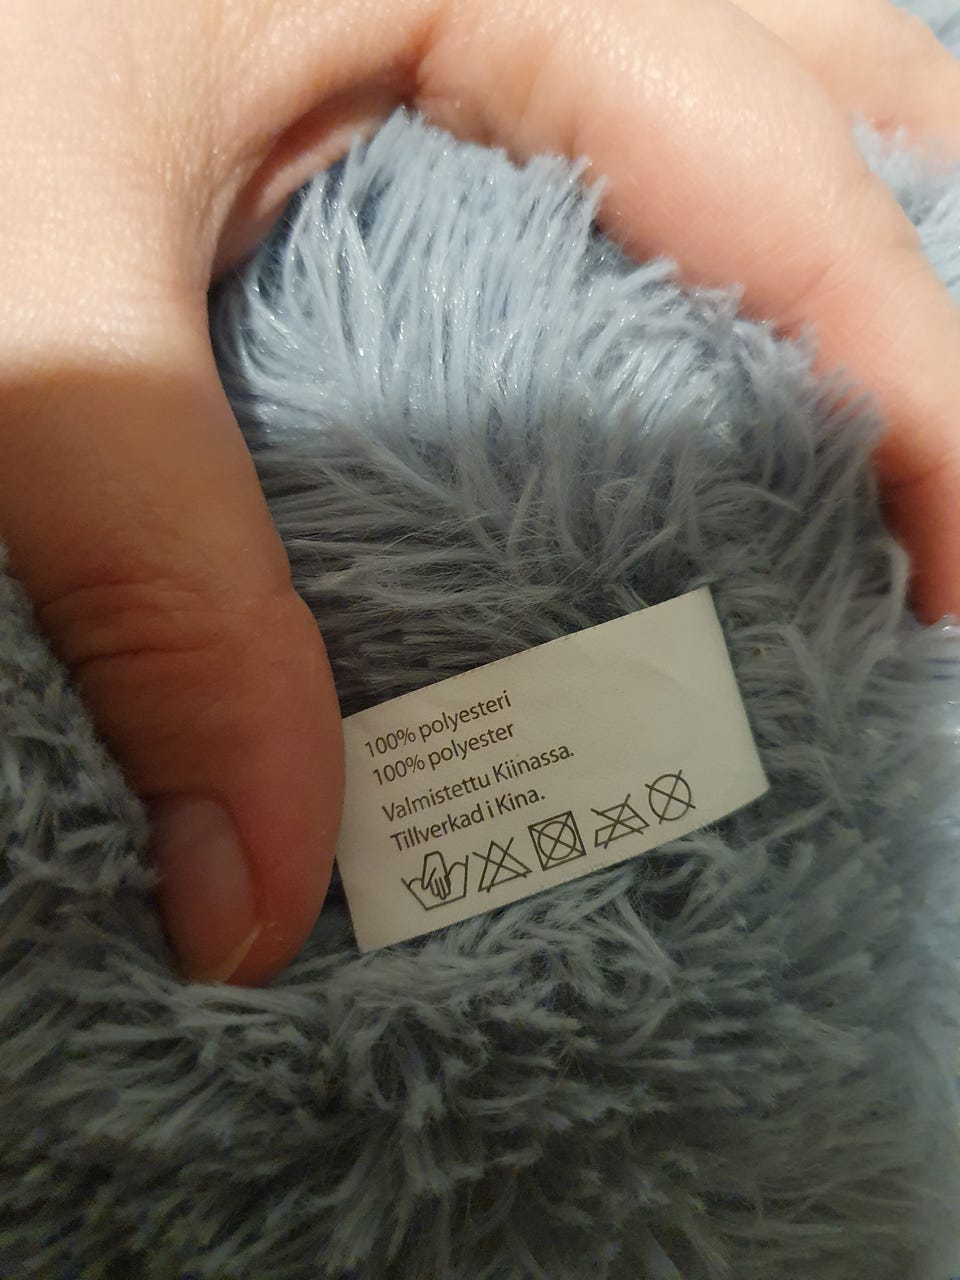 100% polyesteri
100% polyester
Valmistettu Kiinassa.
Tillverkad i Kina.